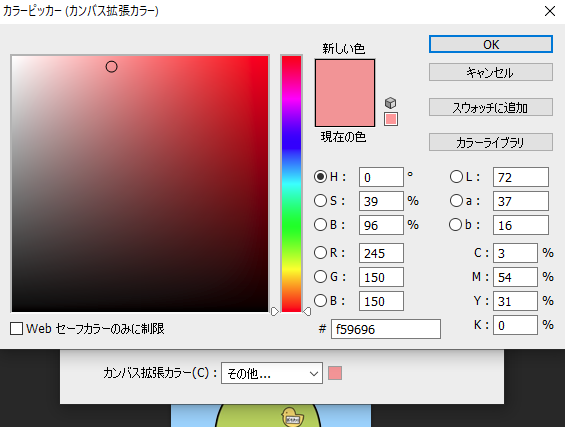 カラーピッカー (カンバス拡張カラー)
新しい色
現在の色
OK
キャンセル
スウォッチに追加
カラーライブラリ
H : 0 °
S : 39 %
B : 96 %
R : 245
G : 150
B : 150
# f59696
L : 72
a : 37
b : 16
C : 3 %
M : 54 %
Y : 31 %
K : 0 %
Web セーフカラーのみに制限
カンバス拡張カラー(C) : その他...